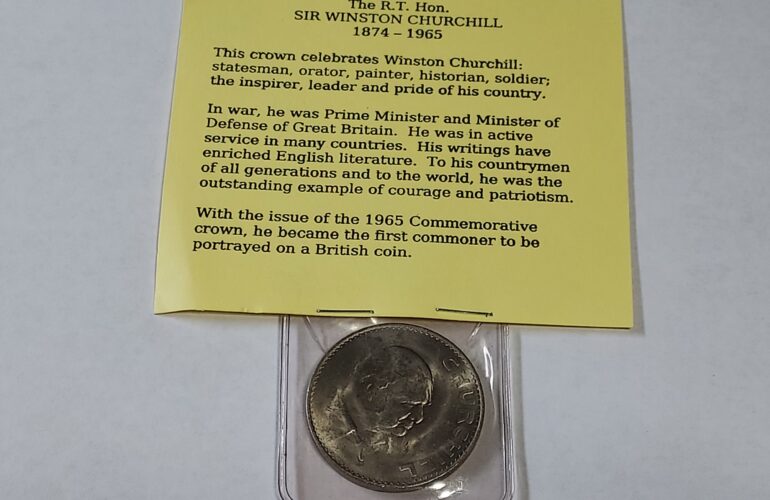 The R.T. Hon.
SIR WINSTON CHURCHILL
1874 – 1965
This crown celebrates Winston Churchill:
statesman, orator, painter, historian, soldier;
the inspirer, leader and pride of his country.
In war, he was Prime Minister and Minister of
Defense of Great Britain. He was in active
service in many countries. His writings have
enriched English literature. To his countrymen
of all generations and to the world, he was the
outstanding example of courage and patriotism.
With the issue of the 1965 Commemorative
crown, he became the first commoner to be
portrayed on a British coin.
CHURCHILL